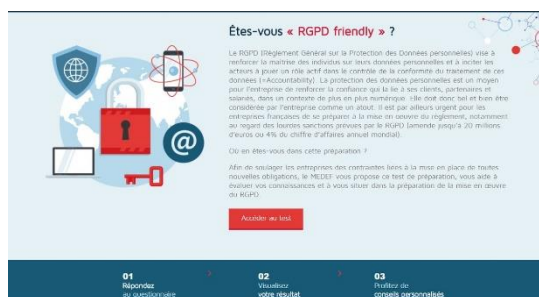 Êtes-vous « RGPD friendly » ?
Le RGPD (Règlement Général sur la Protection des Données personnelles) vise à
renforcer la maîtrise des individus sur leurs données personnelles et à inciter les
acteurs à jouer un rôle actif dans le contrôle de la conformité du traitement de ces
données (=Accountability). La protection des données personnelles est un moyen
pour l'entreprise de renforcer la confiance qui la lie à ses clients, partenaires et
salariés, dans un contexte de plus en plus numérique. Elle doit donc bel et bien être
considérée par l'entreprise comme un atout. Il est par ailleurs urgent pour les
entreprises françaises de se préparer à la mise en oeuvre du règlement, notamment
au regard des lourdes sanctions prévues par le RGPD (amende jusqu'à 20 millions
d'euros ou 4% du chiffre d'affaires annuel mondial).
Où en êtes-vous dans cette préparation ?
Afin de soulager les entreprises des contraintes liées à la mise en place de toutes
nouvelles obligations, le MEDEF vous propose ce test de préparation, vous aide à
évaluer vos connaissances et à vous situer dans la préparation de la mise en œuvre
du RGPD.
Accéder au test
@
01
Répondez
au questionnaire
02
Visualisez
votre résultat
03
Profitez de
conseils personnalisés